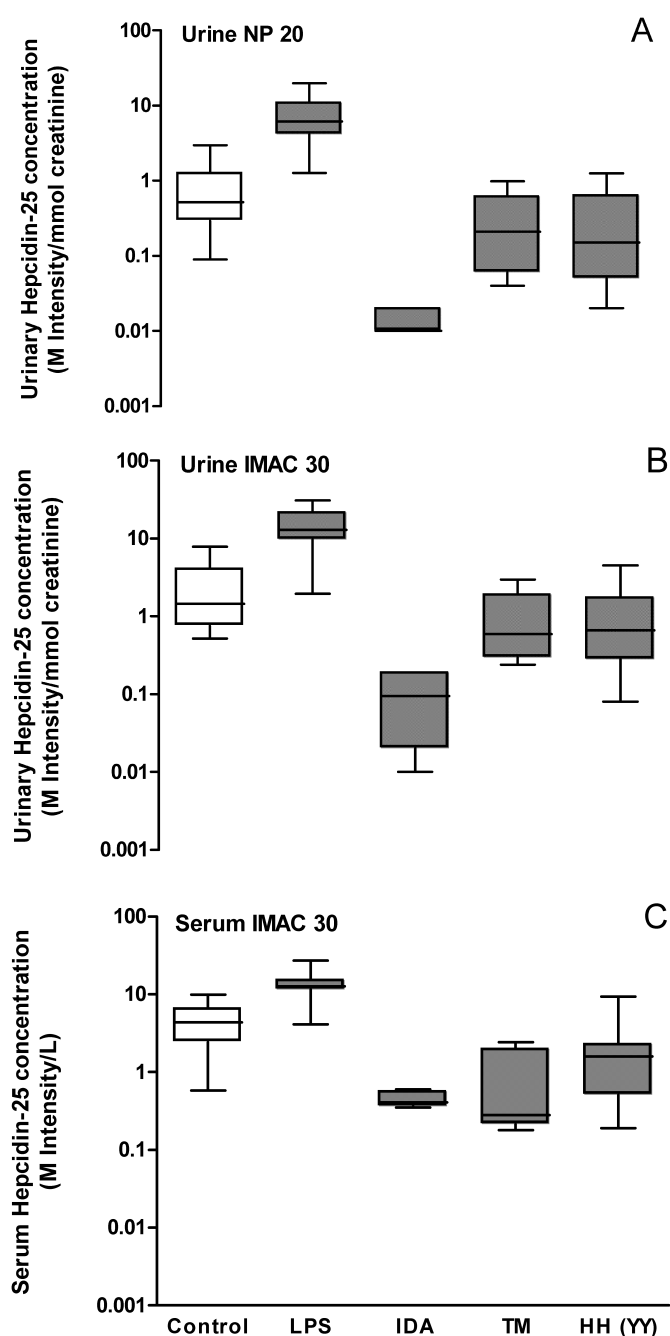 A
Urine NP 20
Urinary Hepcidin-25 concentration
(M Intensity/mmol creatinine)
100
10
1
0.1
0.01
0.001
B
Urine IMAC 30
Urinary Hepcidin-25 concentration
(M Intensity/mmol creatinine)
100
10
1
0.1
0.01
0.001
C
Serum IMAC 30
Serum Hepcidin-25 concentration
(M Intensity/L)
100
10
1
0.1
0.01
0.001
Control LPS IDA TM HH (YY)